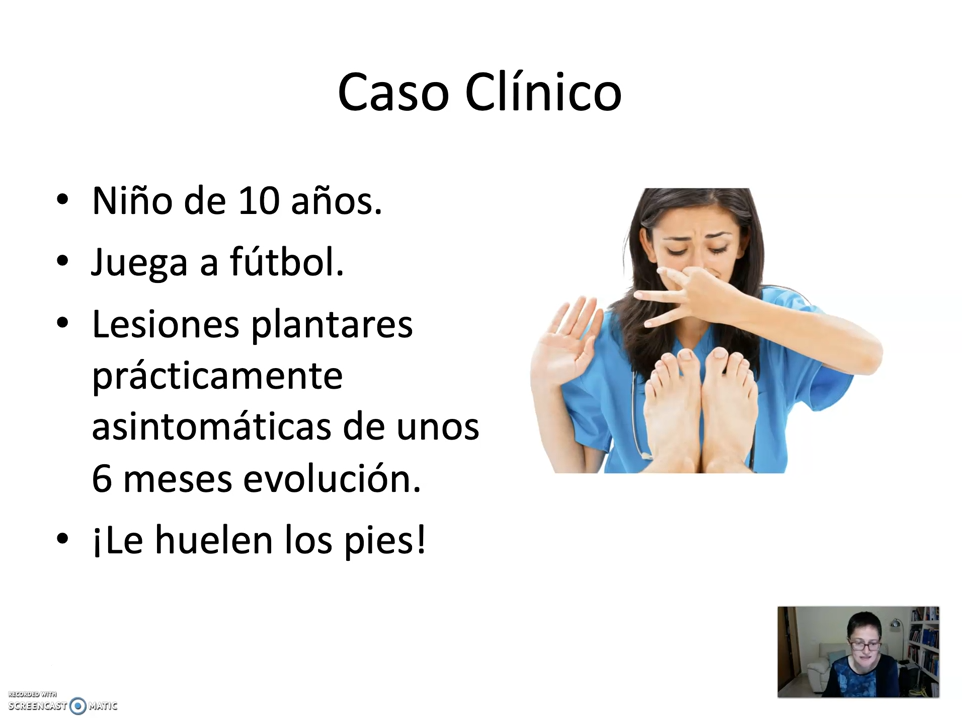 Caso Clínico
• Niño de 10 años.
• Juega a fútbol.
• Lesiones plantares
prácticamente
asintomáticas de unos
6 meses evolución.
• ¡Le huelen los pies!
RECORDED WITH
SCREENCAST MATIC